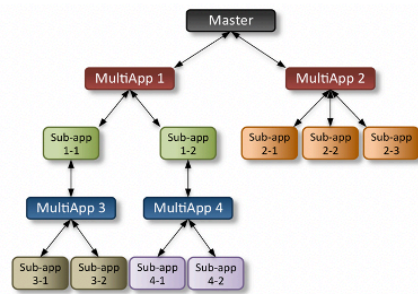 Master
MultiApp 1
MultiApp 2
Sub-app
1-1
Sub-app
1-2
Sub-app
2-1
Sub-app
2-2
Sub-app
2-3
MultiApp 3
MultiApp 4
Sub-app
3-1
Sub-app
3-2
Sub-app
4-1
Sub-app
4-2